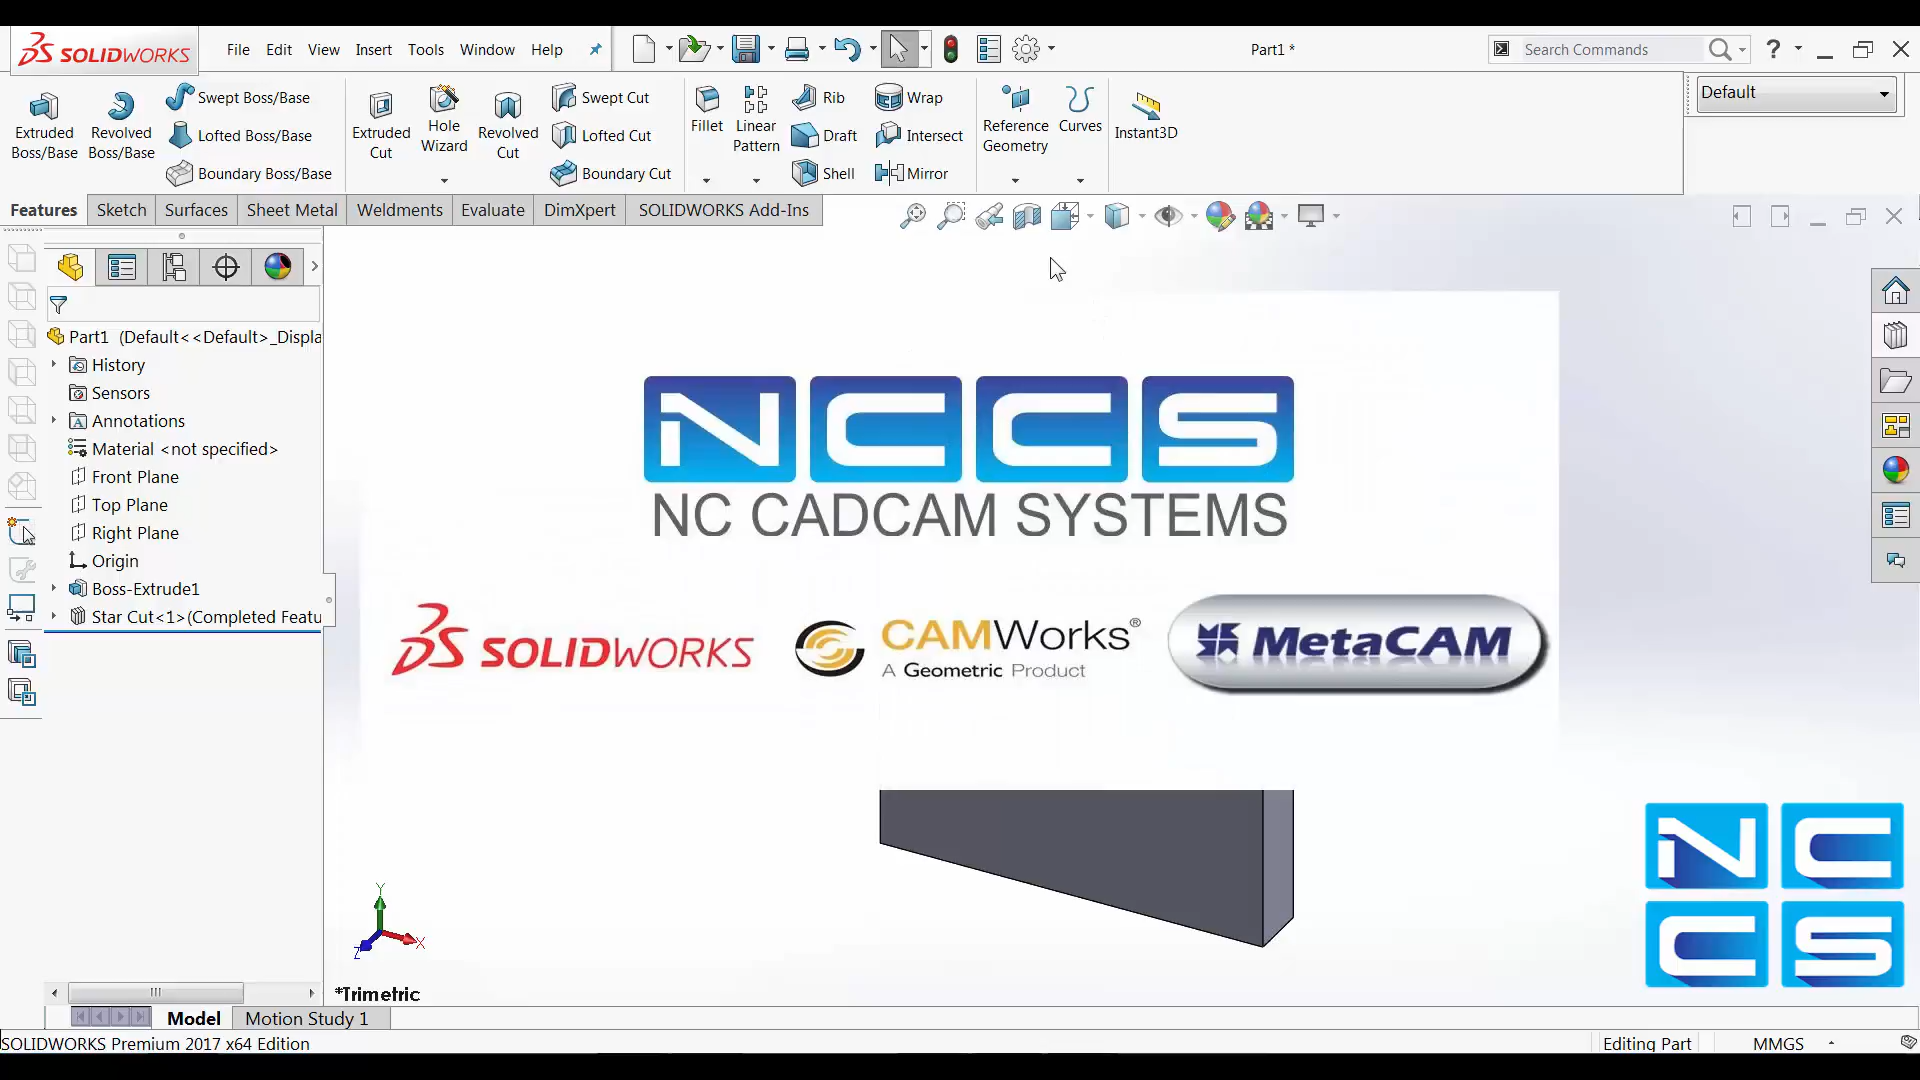 SOLIDWORKS
File Edit View Insert Tools Window Help
Part1 *
Search Commands
?
Extruded Boss/Base
Revolved Boss/Base
Swept Boss/Base
Lofted Boss/Base
Boundary Boss/Base
Extruded Cut
Hole Wizard
Revolved Cut
Swept Cut
Lofted Cut
Boundary Cut
Fillet
Linear Pattern
Rib
Draft
Shell
Wrap
Intersect
Mirror
Reference Geometry
Curves
Instant3D
Default
Features Sketch Surfaces Sheet Metal Weldments Evaluate DimXpert SOLIDWORKS Add-Ins
Part1 (Default<<Default>_Displa
History
Sensors
Annotations
Material <not specified>
Front Plane
Top Plane
Right Plane
Origin
Boss-Extrude1
Star Cut<1>(Completed Featu
NCCS
NC CADCAM SYSTEMS
SOLIDWORKS
CAMWorks®
A Geometric Product
MetaCAM
NC
CS
Y
X
Z
*Trimetric
Model Motion Study 1
SOLIDWORKS Premium 2017 x64 Edition
Editing Part MMGS